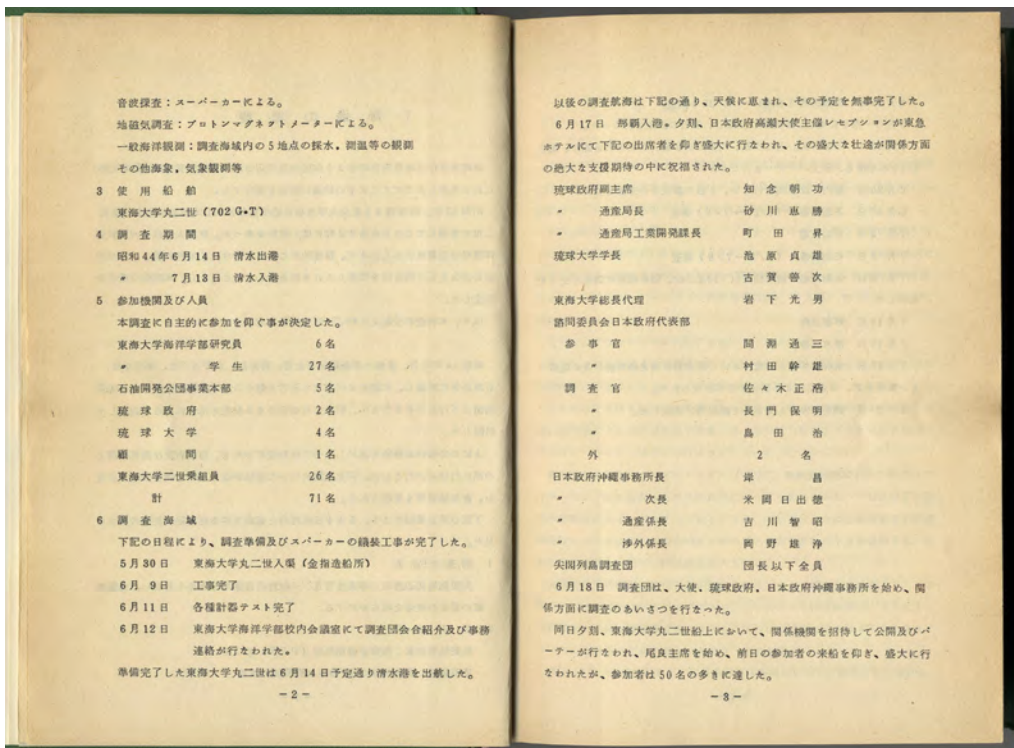 音波探査：スーパーカーによる。
地磁気調査：プロトンマグネットメーターによる。
一般海洋観測：調査海域内の5地点の採水，測温等の観測
その他海象，気象観測等
3　使用船舶
東海大学丸二世（702G・T）
4　調査期間
昭和44年6月14日　清水出港
〃　7月13日　清水入港
5　参加機関及び人員
本調査に自主的に参加を仰ぐ事が決定した。
東海大学海洋学部研究員　6名
〃　学生　27名
石油開発公団事業本部　5名
琉球政府　2名
琉球大学　4名
顧問　1名
東海大学二世乗組員　26名
計　71名
6　調査海域
下記の日程により、調査準備及びスパーカーの艤装工事が完了した。
5月30日　東海大学丸二世入渠（金指造船所）
6月　9日　工事完了
6月11日　各種計器テスト完了
6月12日　東海大学海洋学部校内会議室にて調査団会合紹介及び事務
連絡が行なわれた。
準備完了した東海大学丸二世は6月14日予定通り清水港を出航した。
－2－
以後の調査航海は下記の通り、天候に恵まれ、その予定を無事完了した。
6月17日　那覇入港。夕刻、日本政府高瀬大使主催レセプションが東急
ホテルにて下記の出席者を仰ぎ盛大に行なわれ、その盛大な壮途が関係方面
の絶大な支援期待の中に祝福された。
琉球政府副主席　知念朝功
〃　通産局長　砂川恵勝
〃　通産局工業開発課長　町田昇
琉球大学学長　池原貞雄
古賀善次
東海大学総長代理　岩下光男
諮問委員会日本政府代表部
参事官　間淵通三
〃　村田幹雄
調査官　佐々木正浩
〃　長門保明
〃　島田治
外　2名
日本政府沖縄事務所長　岸昌
〃　次長　米岡日出徳
〃　通産係長　吉川智昭
〃　渉外係長　岡野雄浄
尖閣列島調査団　団長以下全員
6月18日　調査団は、大使．琉球政府．日本政府沖縄事務所を始め、関
係方面に調査のあいさつを行なった。
同日夕刻、東海大学丸二世船上において、関係機関を招待して公開及びパ
ーテーが行なわれ、屋良主席を始め、前日の参加者の来船を仰ぎ、盛大に行
なわれたが、参加者は50名の多きに達した。
－3－